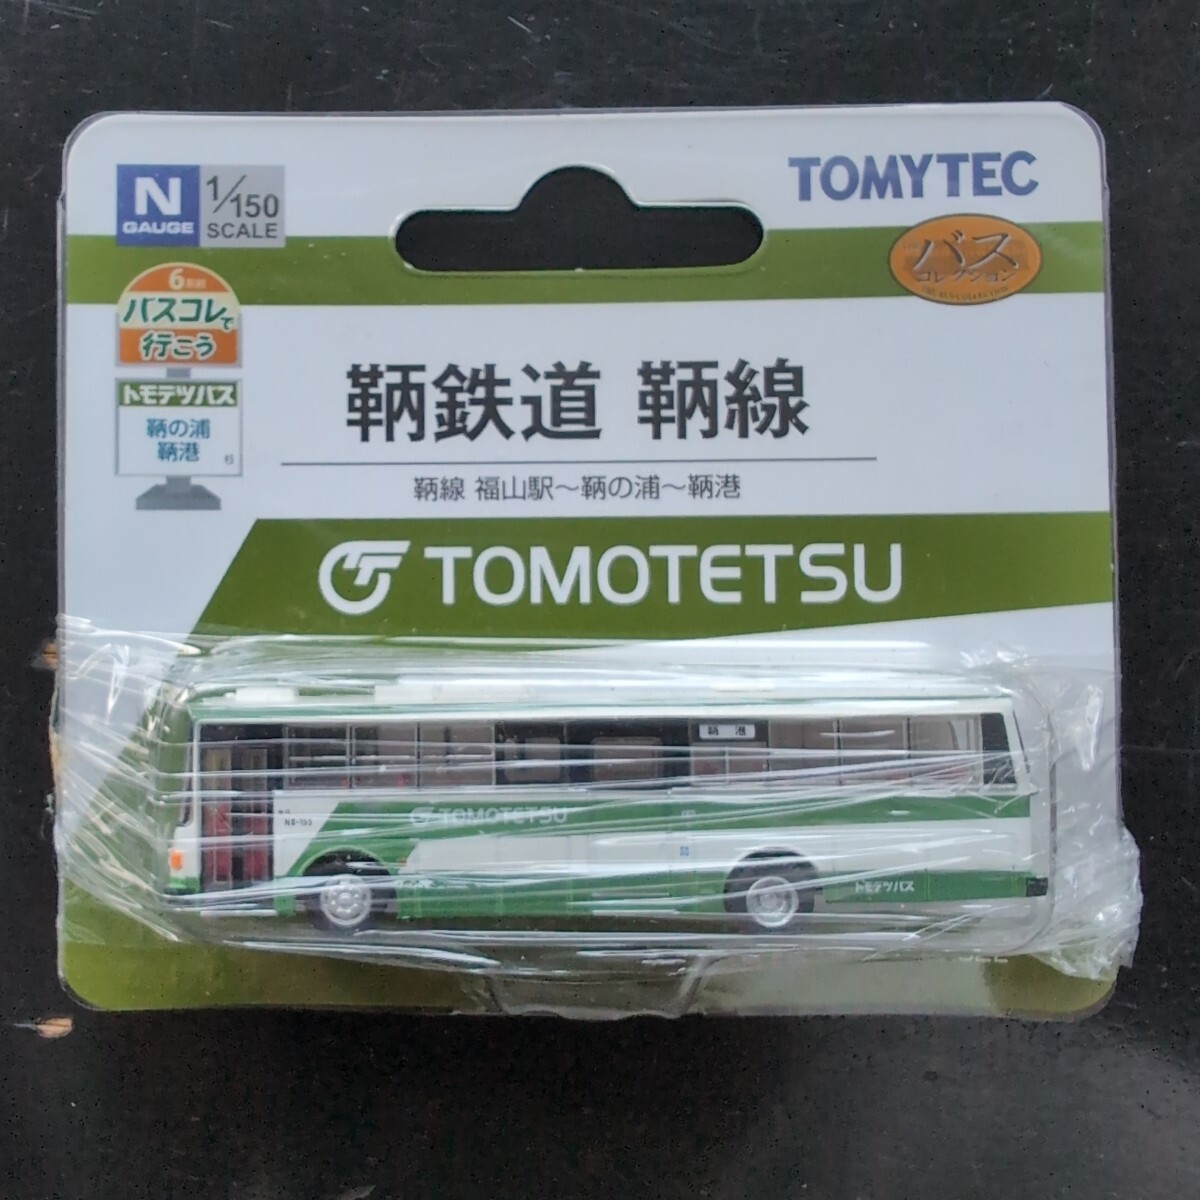 N
GAUGE
1/150
SCALE
TOMYTEC
バス
コレクション
THE BUS COLLECTION
バスコレで
行こう
トモテツバス
鞆の浦
鞆港
鞆鉄道 鞆線
鞆線 福山駅～鞆の浦～鞆港
TOMOTETSU
鞆 港
TOMOTETSU
トモテツバス